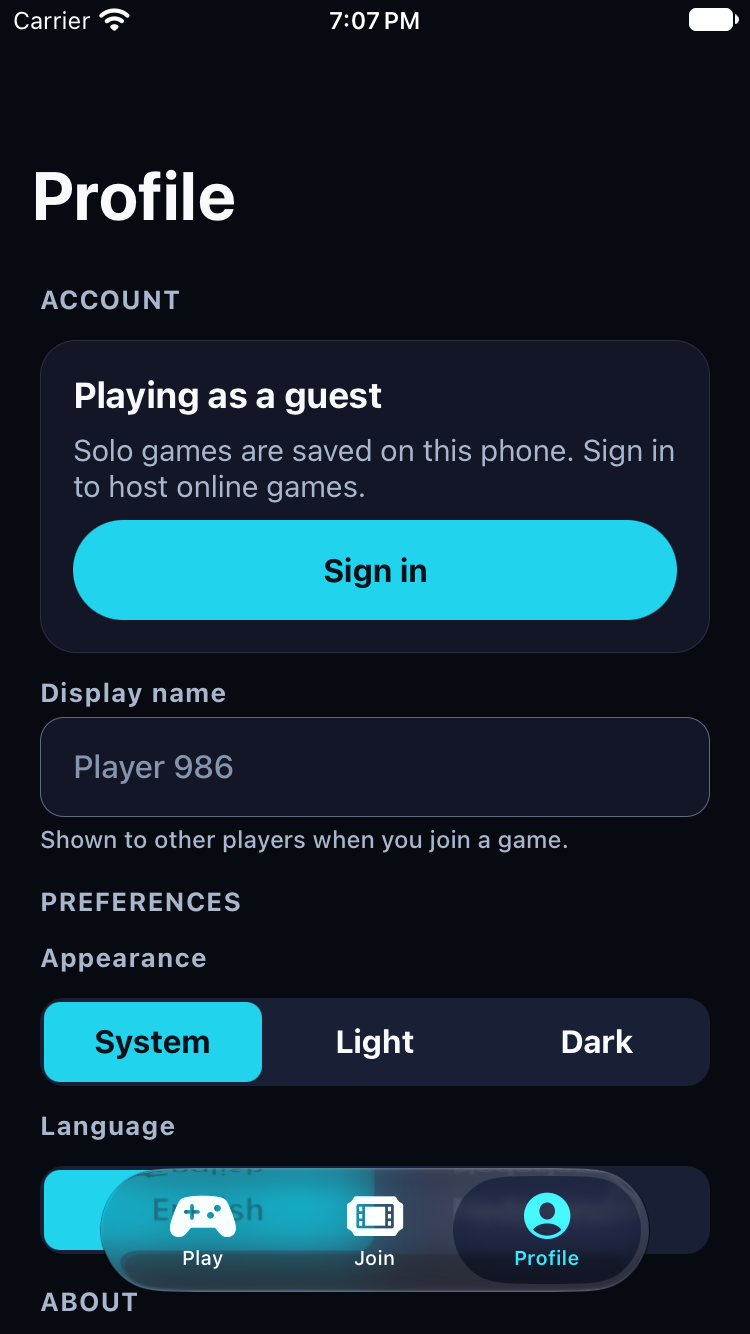 Carrier 7:07 PM
Profile
ACCOUNT
Playing as a guest
Solo games are saved on this phone. Sign in
to host online games.
Sign in
Display name
Player 986
Shown to other players when you join a game.
PREFERENCES
Appearance
System Light Dark
Language
English
Play Join Profile
ABOUT